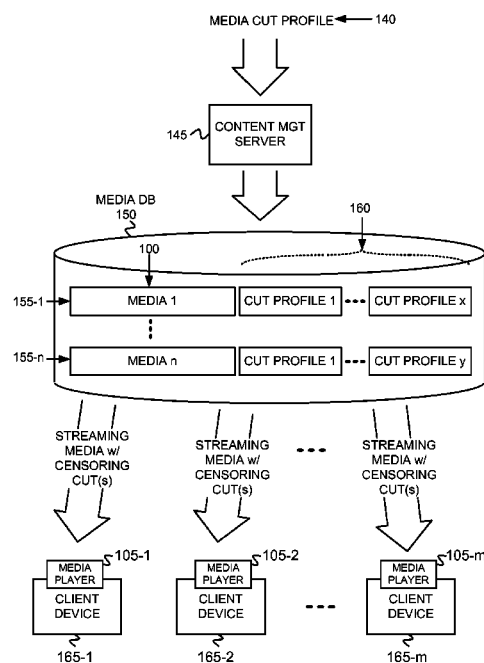 MEDIA CUT PROFILE 140
145
CONTENT MGT
SERVER
MEDIA DB
150
160
100
155-1
MEDIA 1
CUT PROFILE 1
CUT PROFILE x
155-n
MEDIA n
CUT PROFILE 1
CUT PROFILE y
STREAMING
MEDIA w/
CENSORING
CUT(s)
STREAMING
MEDIA w/
CENSORING
CUT(s)
STREAMING
MEDIA w/
CENSORING
CUT(s)
105-1
MEDIA
PLAYER
CLIENT
DEVICE
165-1
105-2
MEDIA
PLAYER
CLIENT
DEVICE
165-2
105-m
MEDIA
PLAYER
CLIENT
DEVICE
165-m